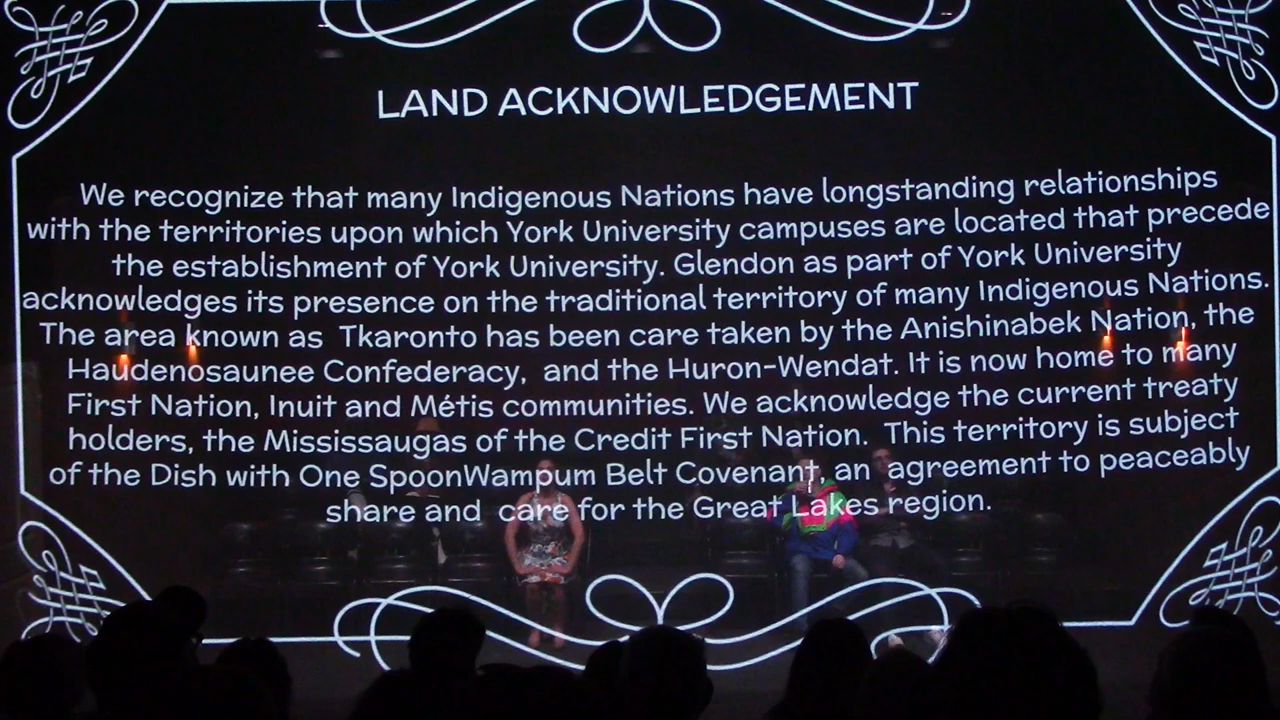 LAND ACKNOWLEDGEMENT
We recognize that many Indigenous Nations have longstanding relationships
with the territories upon which York University campuses are located that precede
the establishment of York University. Glendon as part of York University
acknowledges its presence on the traditional territory of many Indigenous Nations.
The area known as Tkaronto has been care taken by the Anishinabek Nation, the
Haudenosaunee Confederacy, and the Huron-Wendat. It is now home to many
First Nation, Inuit and Métis communities. We acknowledge the current treaty
holders, the Mississaugas of the Credit First Nation. This territory is subject
of the Dish with One SpoonWampum Belt Covenant, an agreement to peaceably
share and care for the Great Lakes region.